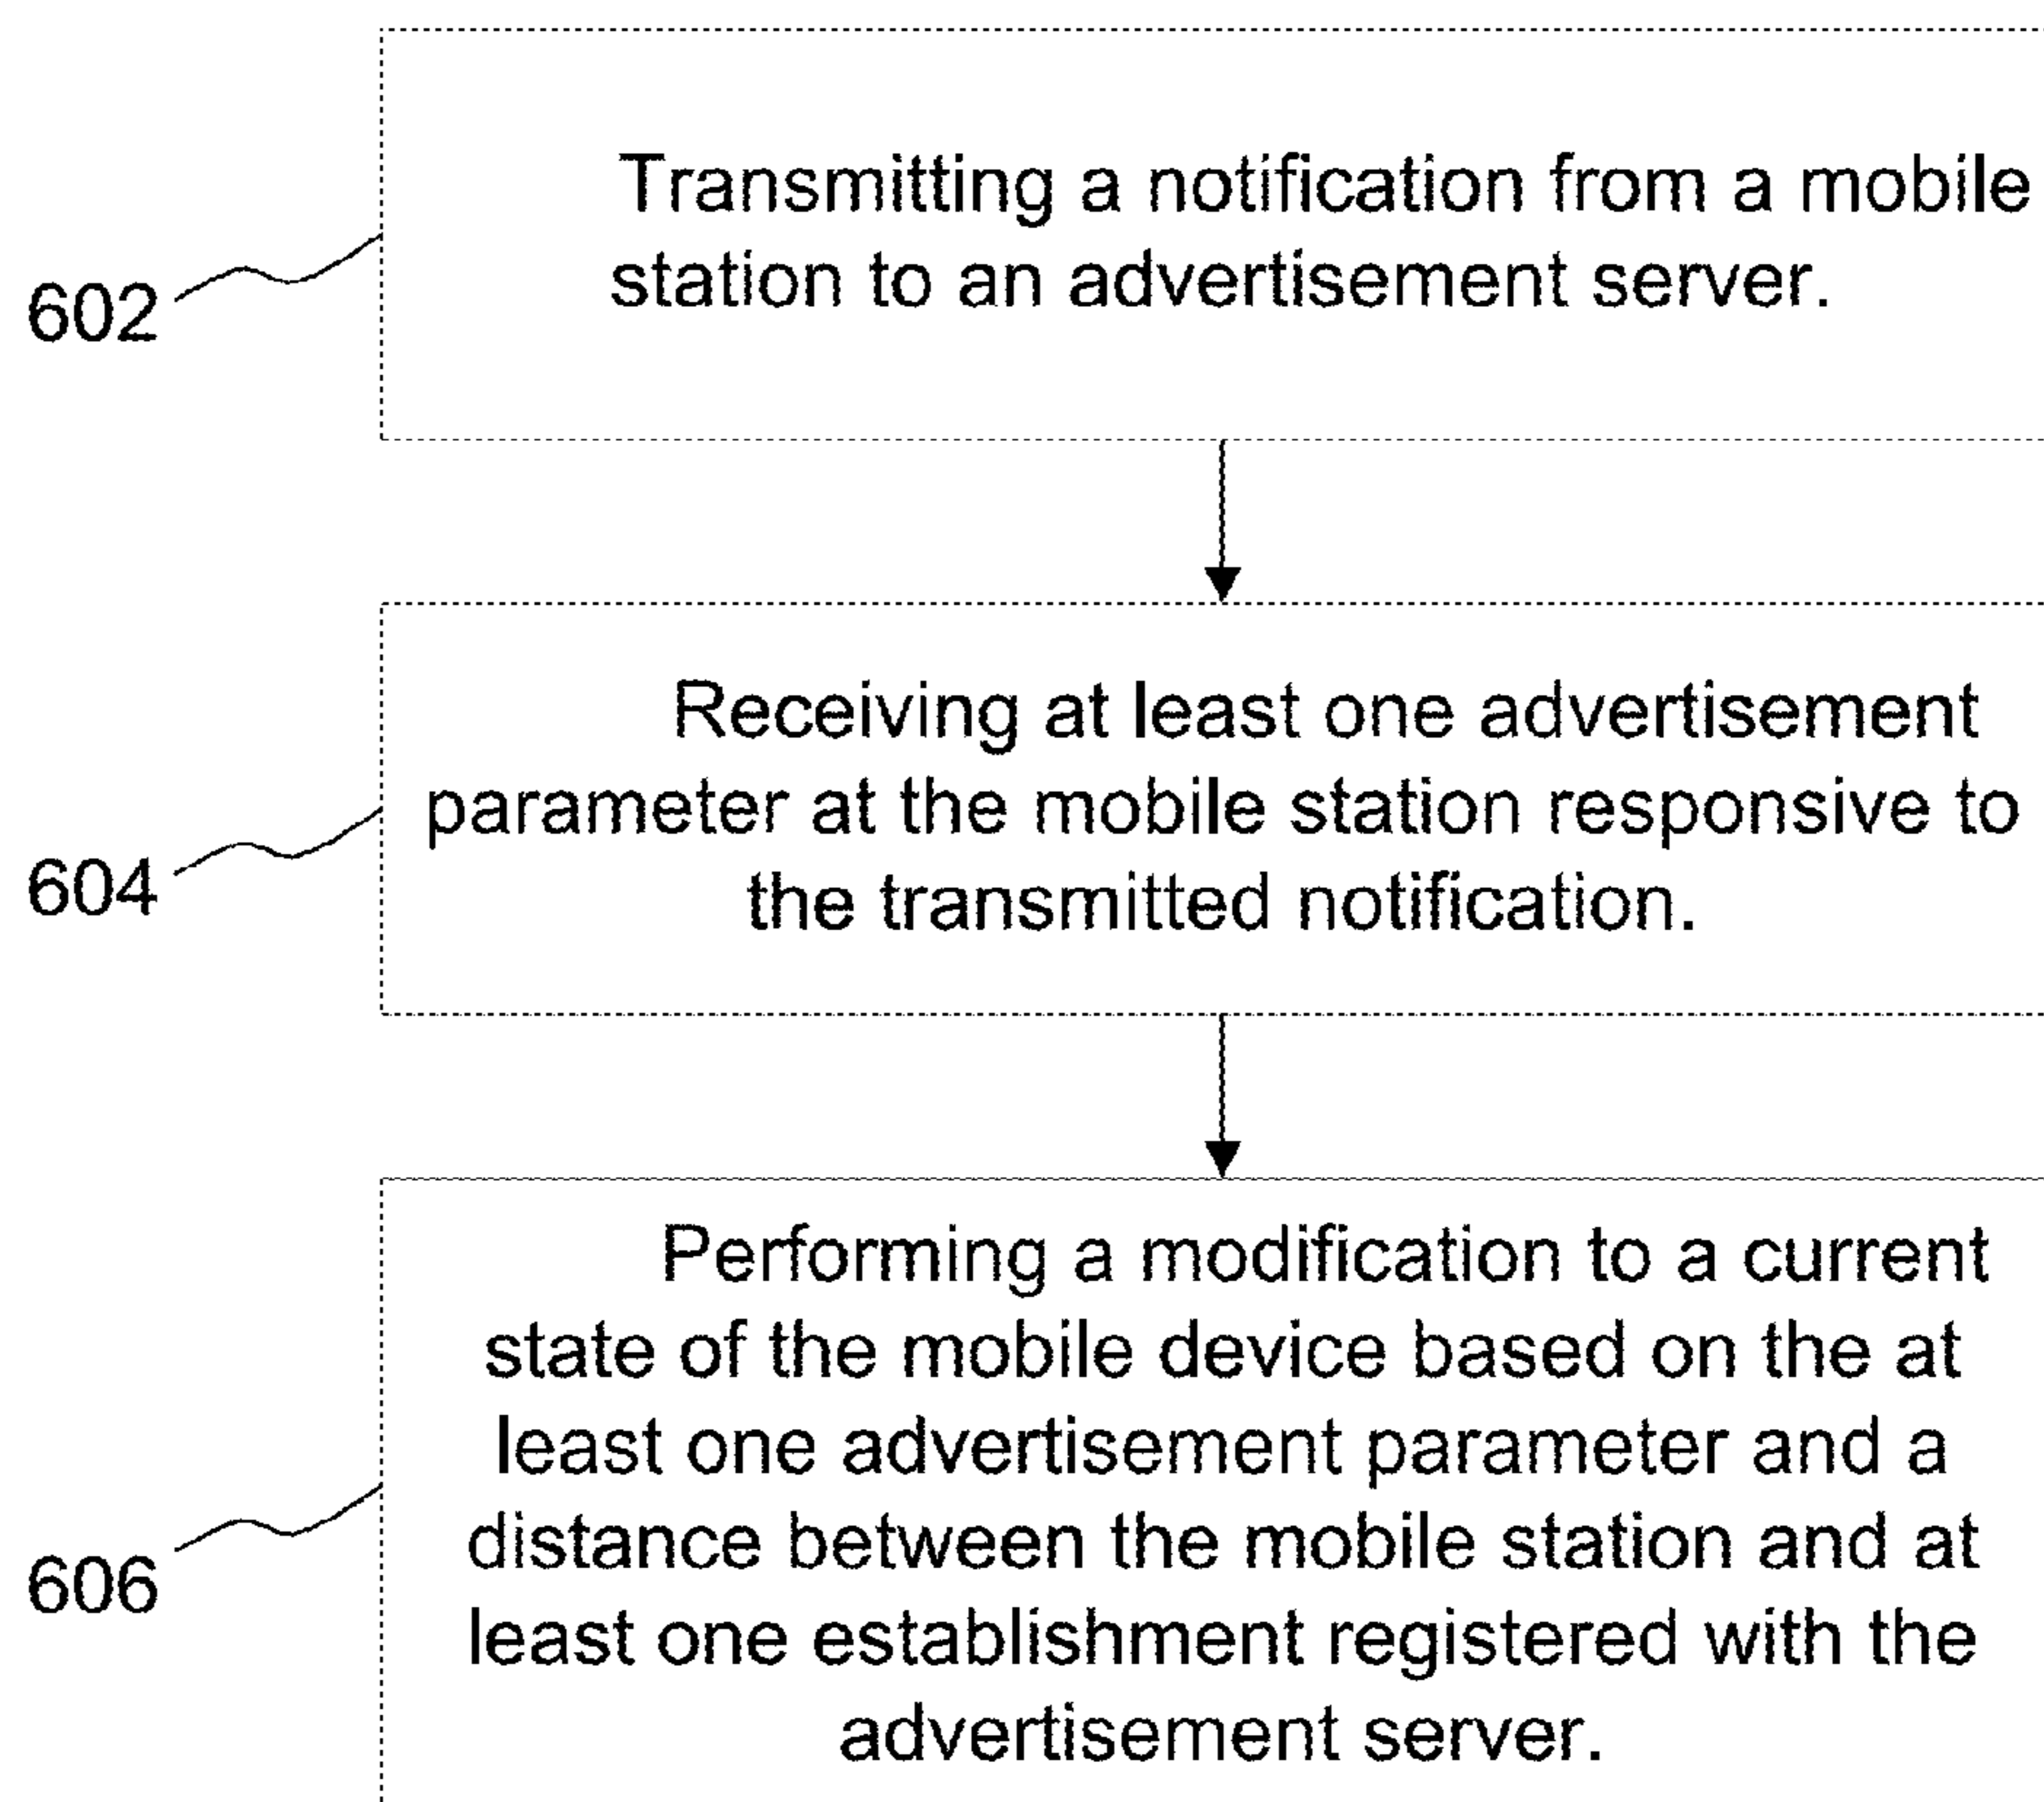 Transmitting a notification from a mobile
station to an advertisement server.
602
Receiving at least one advertisement
parameter at the mobile station responsive to
the transmitted notification.
604
Performing a modification to a current
state of the mobile device based on the at
least one advertisement parameter and a
distance between the mobile station and at
least one establishment registered with the
advertisement server.
606